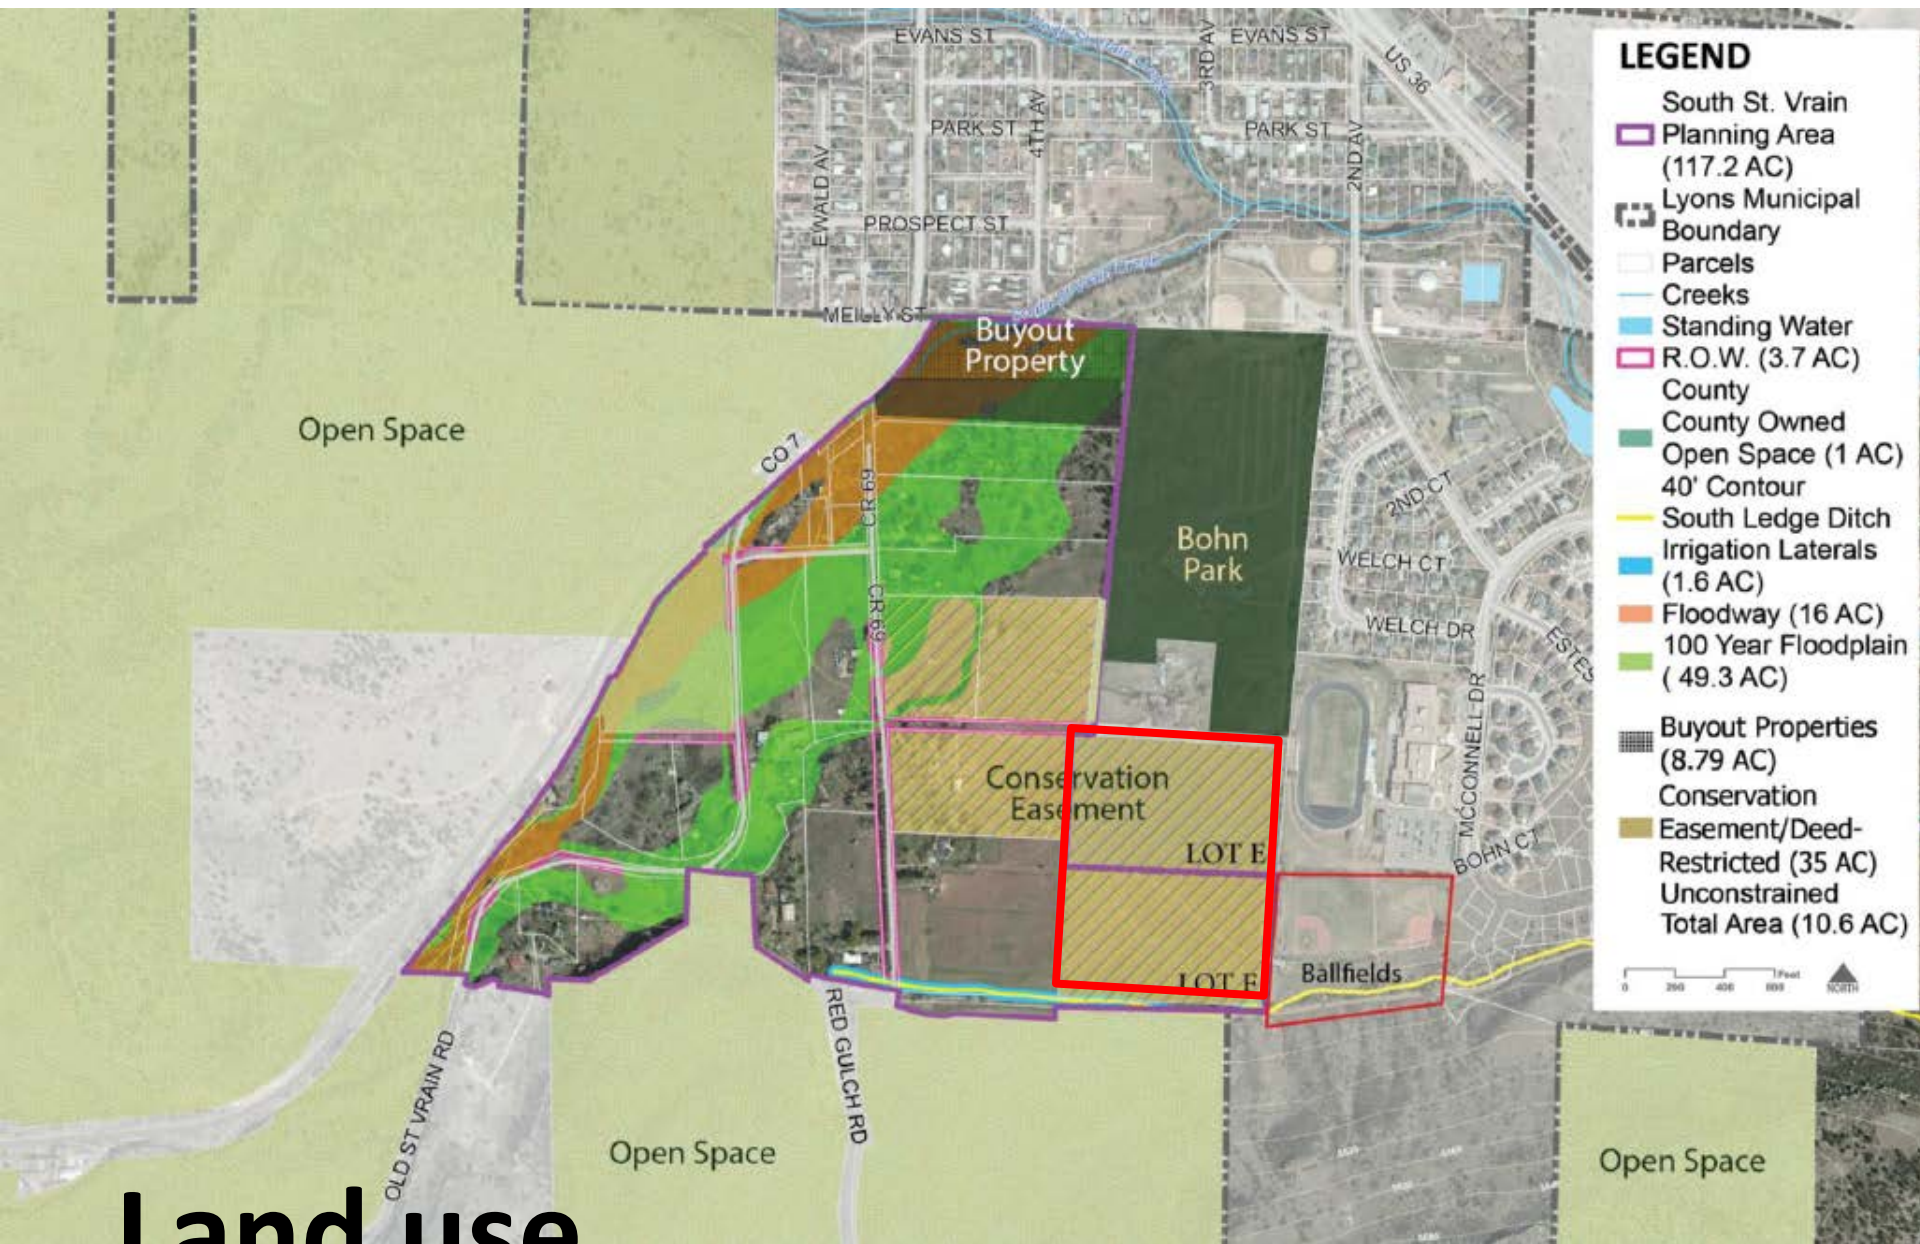 EVANS ST
EVANS ST
3RD AV
US 36
PARK ST
4TH AV
PARK ST
2ND AV
EWALD AV
PROSPECT ST
MEILLY ST
Buyout
Property
Open Space
CO 7
CR 69
CR 69
Bohn
Park
2ND CT
WELCH CT
WELCH DR
ESTES
MCCONNELL DR
BOHN CT
Conservation
Easement
LOT E
LOT E
Ballfields
RED GULCH RD
OLD ST VRAIN RD
Open Space
Open Space
Land use
LEGEND
South St. Vrain
Planning Area
(117.2 AC)
Lyons Municipal
Boundary
Parcels
Creeks
Standing Water
R.O.W. (3.7 AC)
County
County Owned
Open Space (1 AC)
40' Contour
South Ledge Ditch
Irrigation Laterals
(1.6 AC)
Floodway (16 AC)
100 Year Floodplain
( 49.3 AC)
Buyout Properties
(8.79 AC)
Conservation
Easement/Deed-
Restricted (35 AC)
Unconstrained
Total Area (10.6 AC)
Feet
0 200 400 600
NORTH